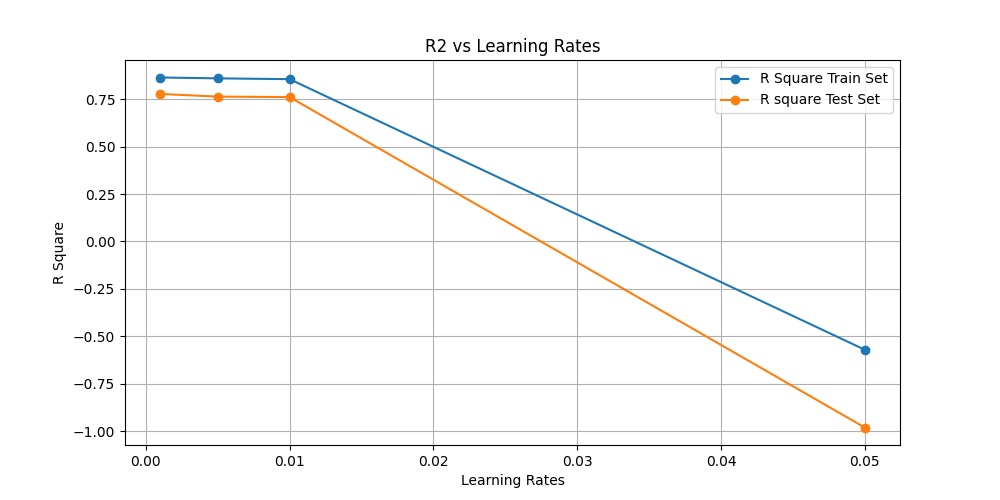 R2 vs Learning Rates
R Square Train Set
R square Test Set
0.75
0.50
0.25
0.00
−0.25
−0.50
−0.75
−1.00
R Square
0.00 0.01 0.02 0.03 0.04 0.05
Learning Rates